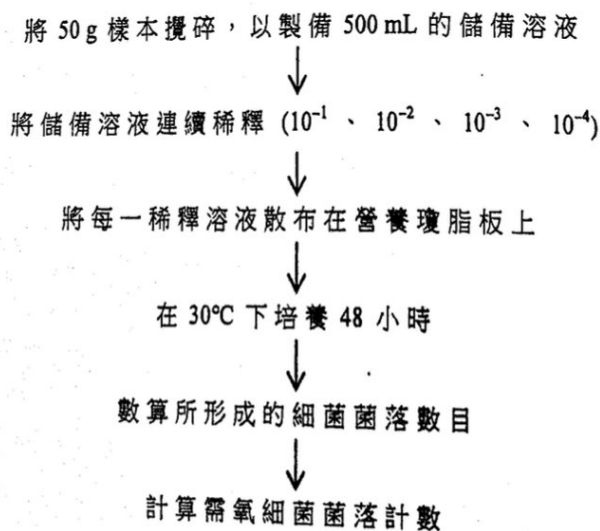 將 50 g 樣本攪碎，以製備 500 mL 的儲備溶液
將儲備溶液連續稀釋 (10⁻¹、10⁻²、10⁻³、10⁻⁴)
將每一稀釋溶液散布在營養瓊脂板上
在 30°C 下培養 48 小時
數算所形成的細菌菌落數目
計算需氧細菌菌落計數